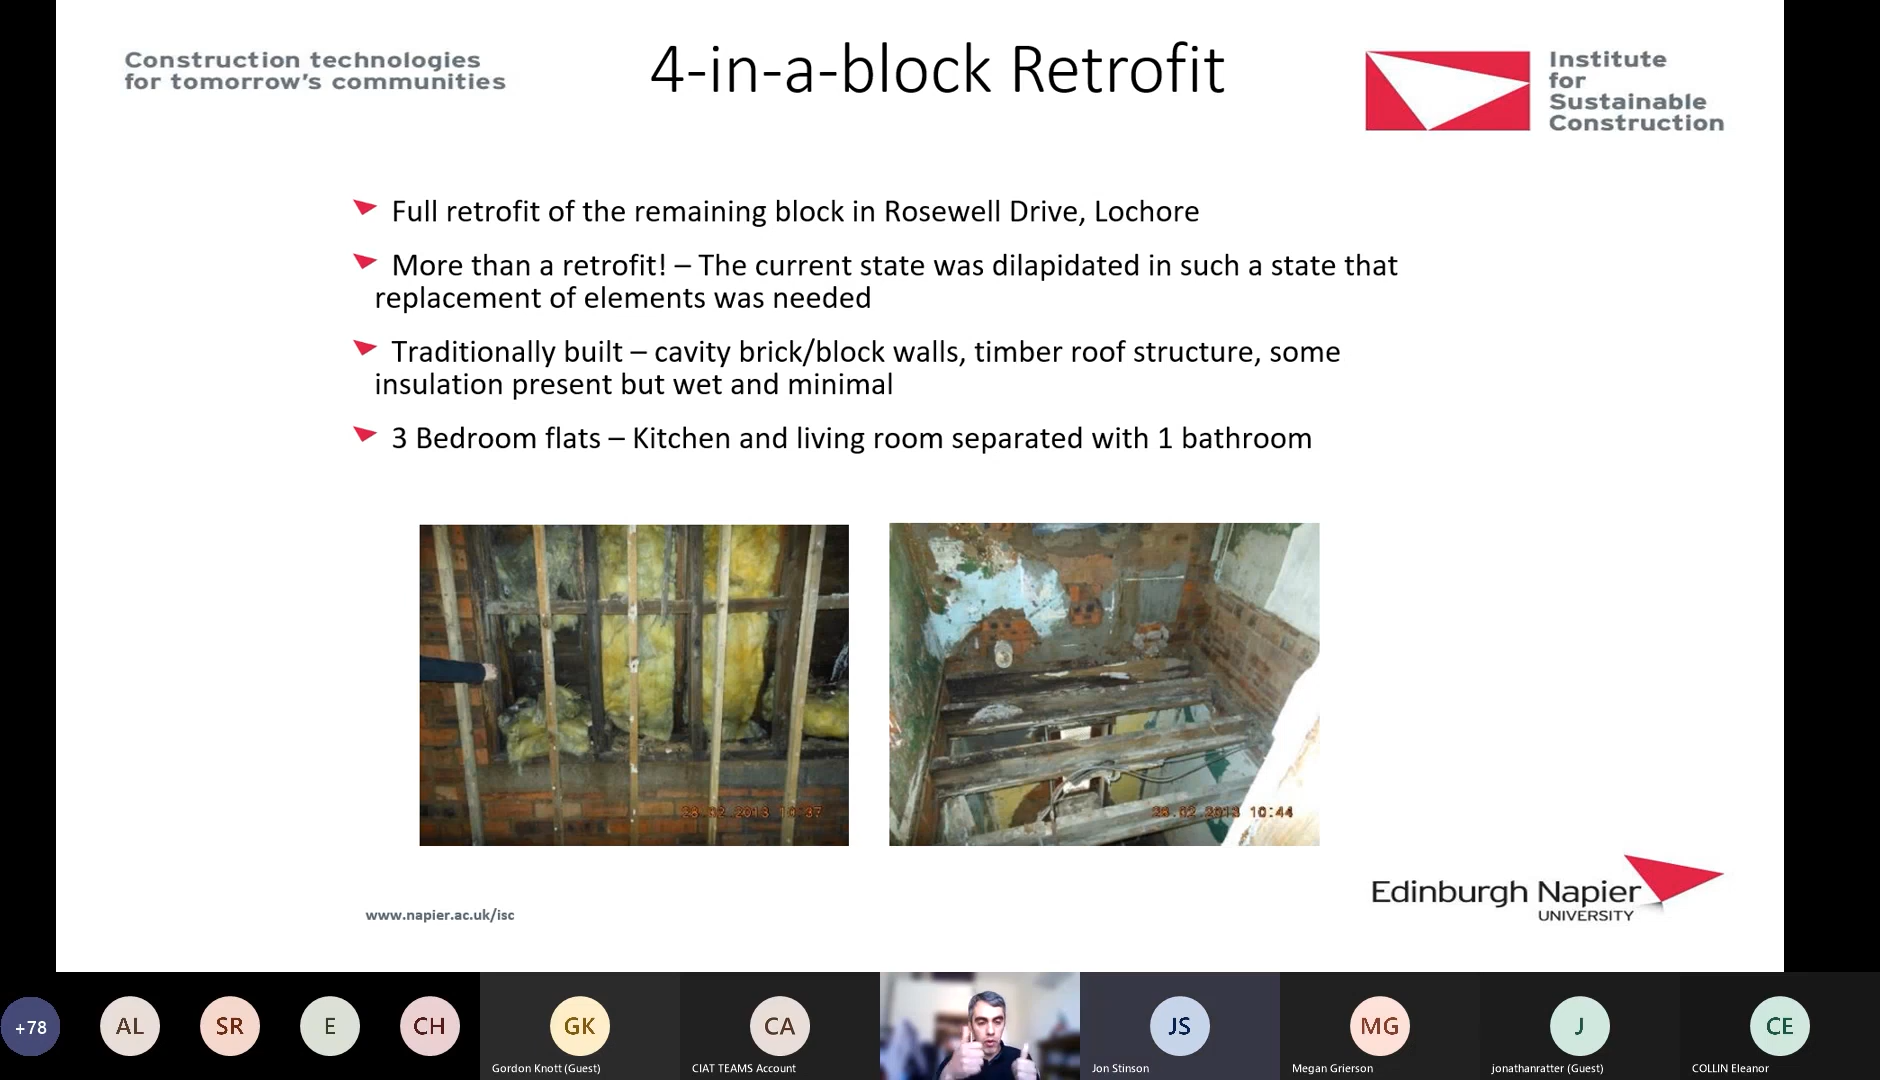 Construction technologies
for tomorrow's communities
4-in-a-block Retrofit
Institute
for
Sustainable
Construction
Full retrofit of the remaining block in Rosewell Drive, Lochore
More than a retrofit! – The current state was dilapidated in such a state that
replacement of elements was needed
Traditionally built – cavity brick/block walls, timber roof structure, some
insulation present but wet and minimal
3 Bedroom flats – Kitchen and living room separated with 1 bathroom
2013
2013 10:44
www.napier.ac.uk/isc
Edinburgh Napier
UNIVERSITY
+78
AL
SR
E
CH
GK
CA
JS
MG
J
CE
Gordon Knott (Guest)
CIAT TEAMS Account
Jon Stinson
Megan Grierson
jonathanratter (Guest)
COLLIN Eleanor